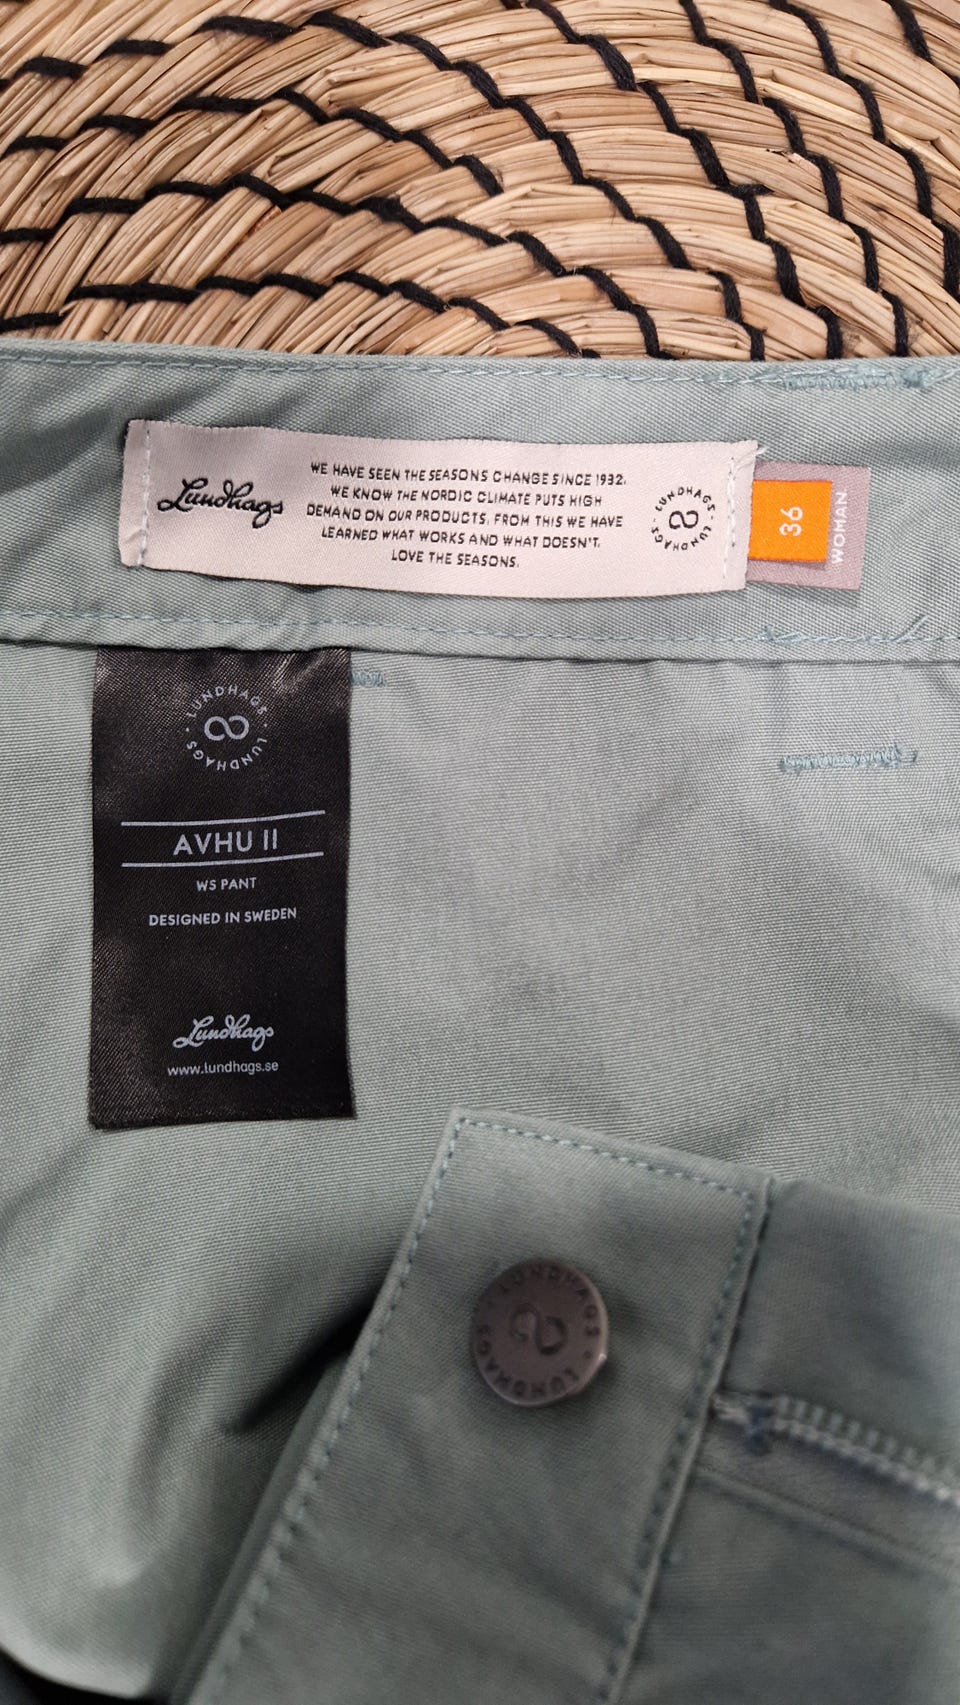 Lundhags
WE HAVE SEEN THE SEASONS CHANGE SINCE 1932.
WE KNOW THE NORDIC CLIMATE PUTS HIGH
DEMAND ON OUR PRODUCTS. FROM THIS WE HAVE
LEARNED WHAT WORKS AND WHAT DOESN'T.
LOVE THE SEASONS.
LUNDHAGS · LUNDHAGS ·
36
WOMAN
LUNDHAGS · LUNDHAGS ·
AVHU II
WS PANT
DESIGNED IN SWEDEN
Lundhags
www.lundhags.se
LUNDHAGS · LUNDHAGS ·